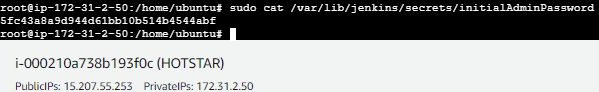 root@ip-172-31-2-50:/home/ubuntu# sudo cat /var/lib/jenkins/secrets/initialAdminPassword
5fc43a8a9d944d61bb10b514b4544abf
root@ip-172-31-2-50:/home/ubuntu#
i-000210a738b193f0c (HOTSTAR)
PublicIPs: 15.207.55.253 PrivateIPs: 172.31.2.50